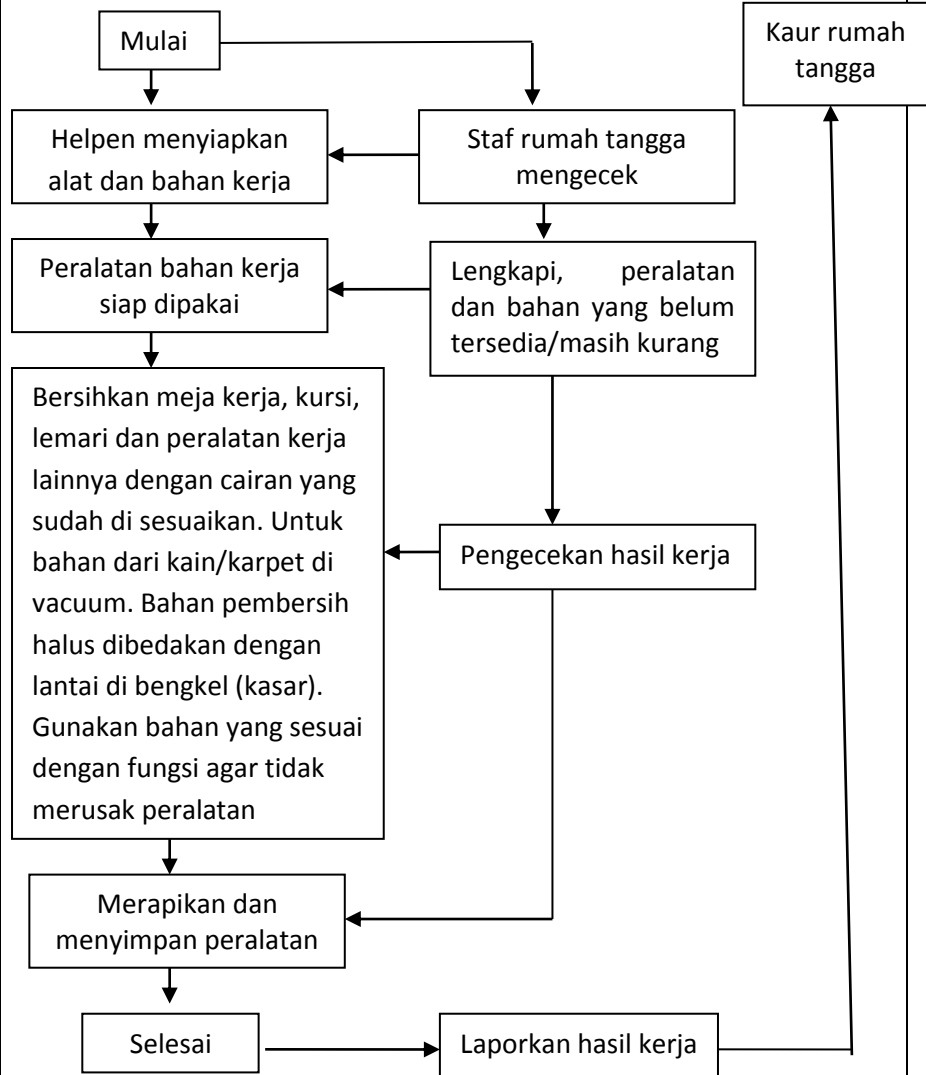 Mulai
Kaur rumah
tangga
Helpen menyiapkan
alat dan bahan kerja
Staf rumah tangga
mengecek
Peralatan bahan kerja
siap dipakai
Lengkapi, peralatan
dan bahan yang belum
tersedia/masih kurang
Bersihkan meja kerja, kursi,
lemari dan peralatan kerja
lainnya dengan cairan yang
sudah di sesuaikan. Untuk
bahan dari kain/karpet di
vacuum. Bahan pembersih
halus dibedakan dengan
lantai di bengkel (kasar).
Gunakan bahan yang sesuai
dengan fungsi agar tidak
merusak peralatan
Pengecekan hasil kerja
Merapikan dan
menyimpan peralatan
Selesai
Laporkan hasil kerja